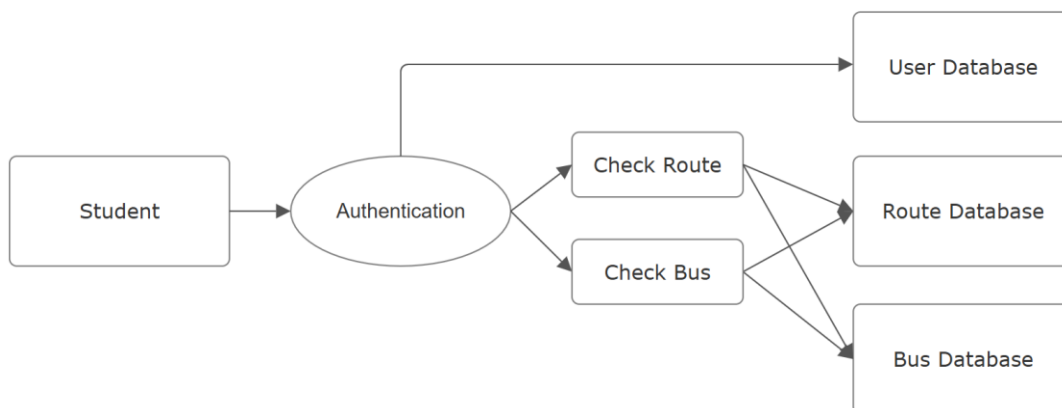 User Database
Student
Authentication
Check Route
Route Database
Check Bus
Bus Database